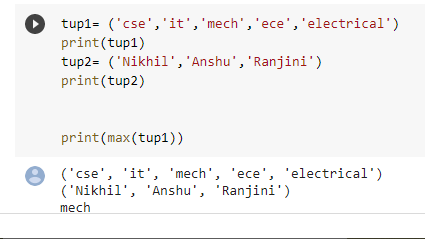 tup1= ('cse','it','mech','ece','electrical')
print(tup1)
tup2= ('Nikhil','Anshu','Ranjini')
print(tup2)
print(max(tup1))
('cse', 'it', 'mech', 'ece', 'electrical')
('Nikhil', 'Anshu', 'Ranjini')
mech